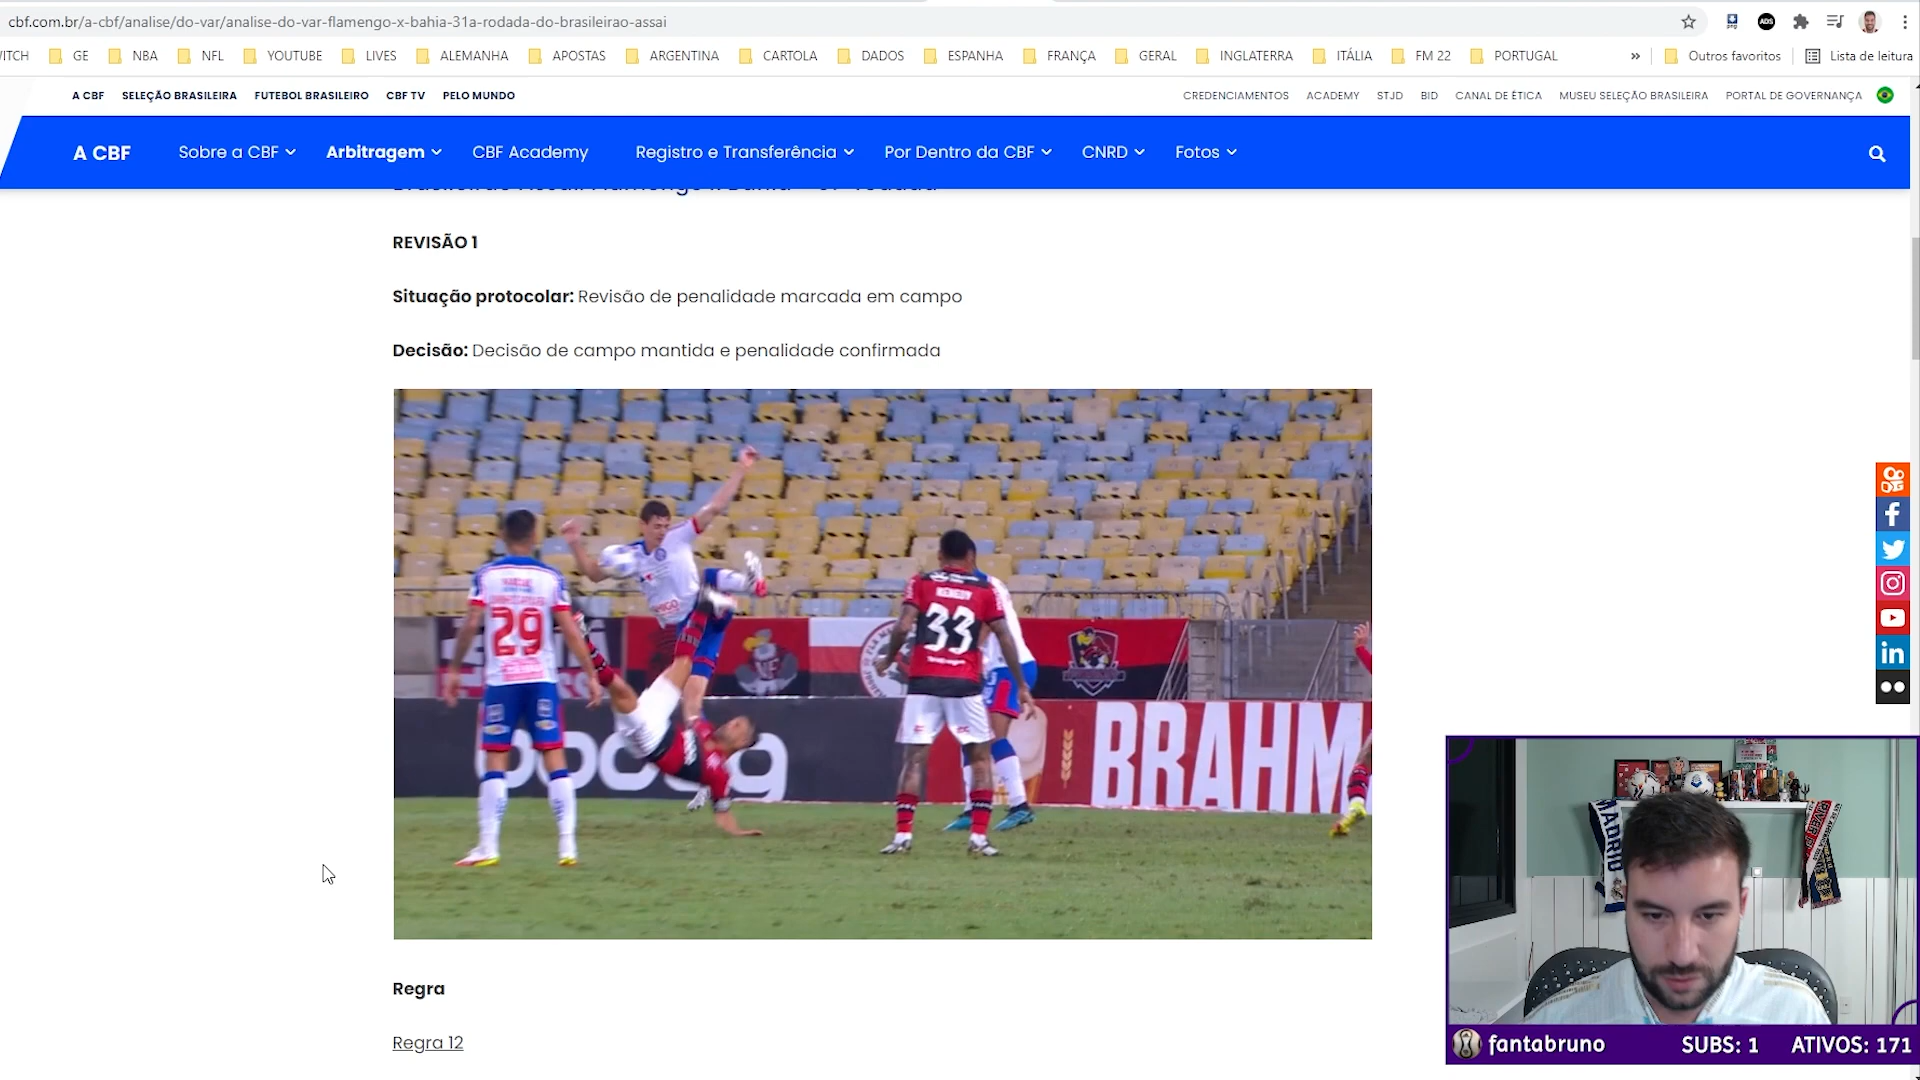 cbf.com.br/a-cbf/analise/do-var/analise-do-var-flamengo-x-bahia-31a-rodada-do-brasileirao-assai
ITCH GE NBA NFL YOUTUBE LIVES ALEMANHA APOSTAS ARGENTINA CARTOLA DADOS ESPANHA FRANÇA GERAL INGLATERRA ITÁLIA FM 22 PORTUGAL » Outros favoritos Lista de leitura
A CBF SELEÇÃO BRASILEIRA FUTEBOL BRASILEIRO CBF TV PELO MUNDO CREDENCIAMENTOS ACADEMY STJD BID CANAL DE ÉTICA MUSEU SELEÇÃO BRASILEIRA PORTAL DE GOVERNANÇA
A CBF Sobre a CBF Arbitragem CBF Academy Registro e Transferência Por Dentro da CBF CNRD Fotos
REVISÃO 1
Situação protocolar: Revisão de penalidade marcada em campo
Decisão: Decisão de campo mantida e penalidade confirmada
29
KENEDY
33
BRAHM
MADRID
Regra
Regra 12
fantabruno SUBS: 1 ATIVOS: 171